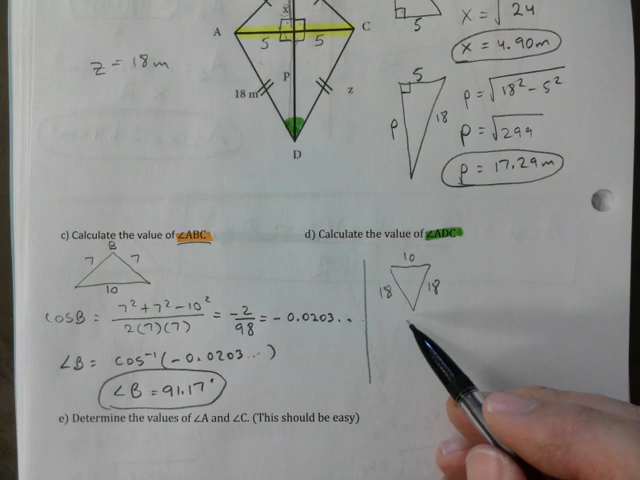 x
A
C
5
5
z = 18 m
P
18 m
z
D
5
x = √24
x = 4.90m
5
p
18
p = √18² - 5²
p = √299
p = 17.29m
c) Calculate the value of ∠ABC
d) Calculate the value of ∠ADC
B
7 7
10
10
18 18
cos B = 7² + 7² - 10² / 2(7)(7) = -2/98 = -0.0203...
∠B = cos⁻¹(-0.0203...)
∠B = 91.17°
e) Determine the values of ∠A and ∠C. (This should be easy)